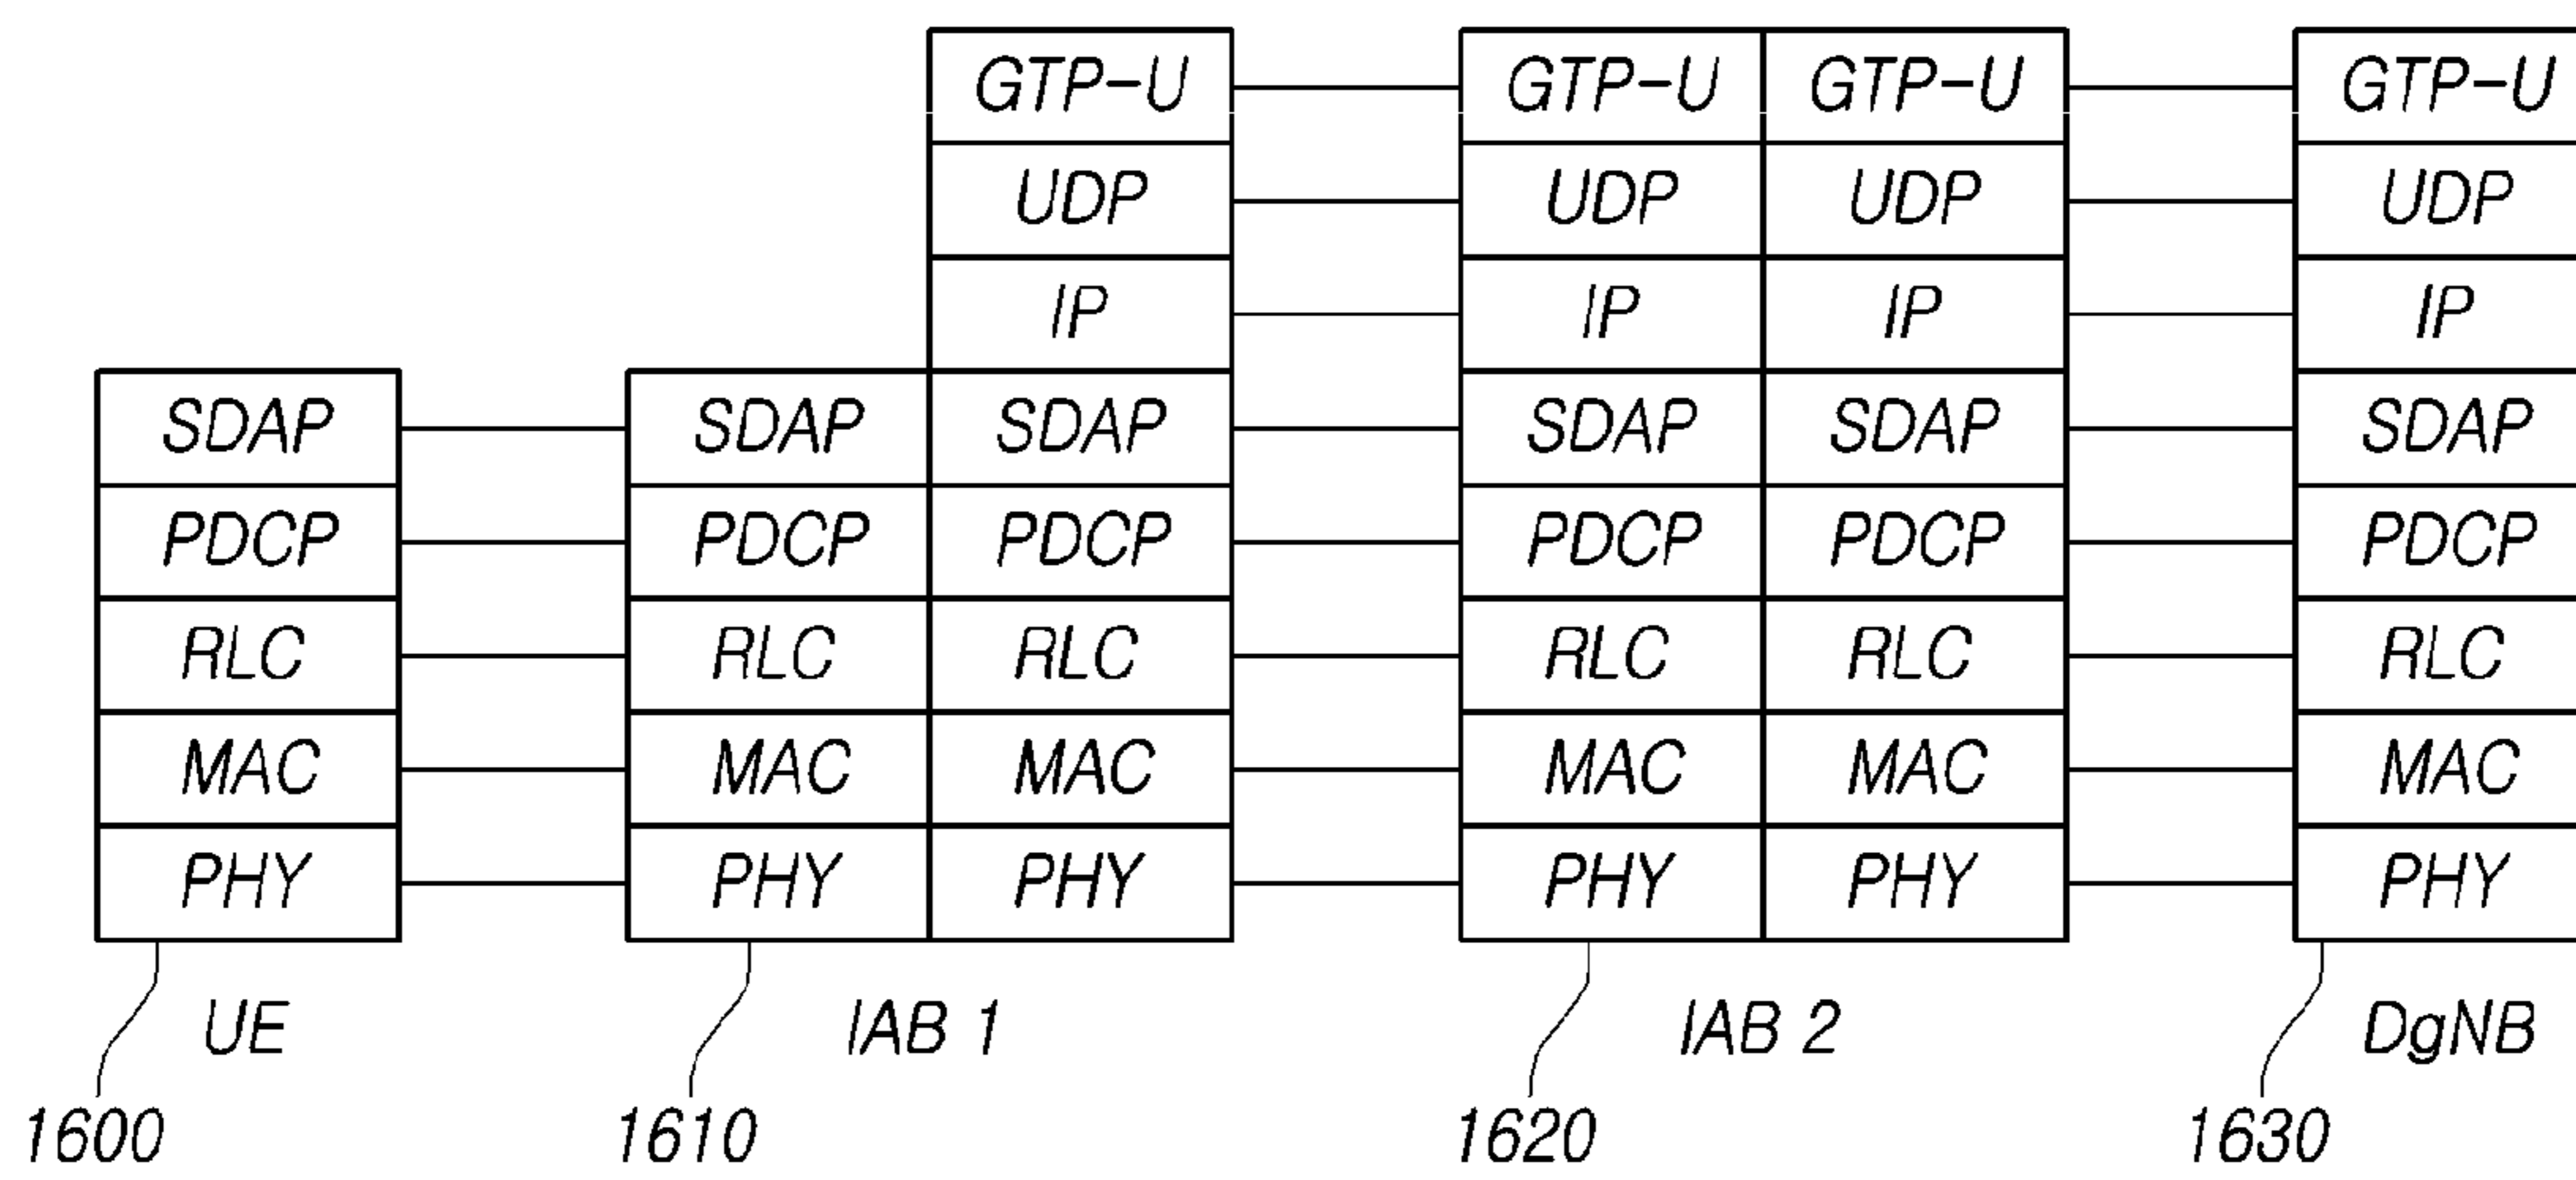 GTP-U GTP-U GTP-U GTP-U
UDP UDP UDP UDP
IP IP IP IP
SDAP SDAP SDAP SDAP SDAP SDAP
PDCP PDCP PDCP PDCP PDCP PDCP
RLC RLC RLC RLC RLC RLC
MAC MAC MAC MAC MAC MAC
PHY PHY PHY PHY PHY PHY
UE IAB 1 IAB 2 DgNB
1600 1610 1620 1630